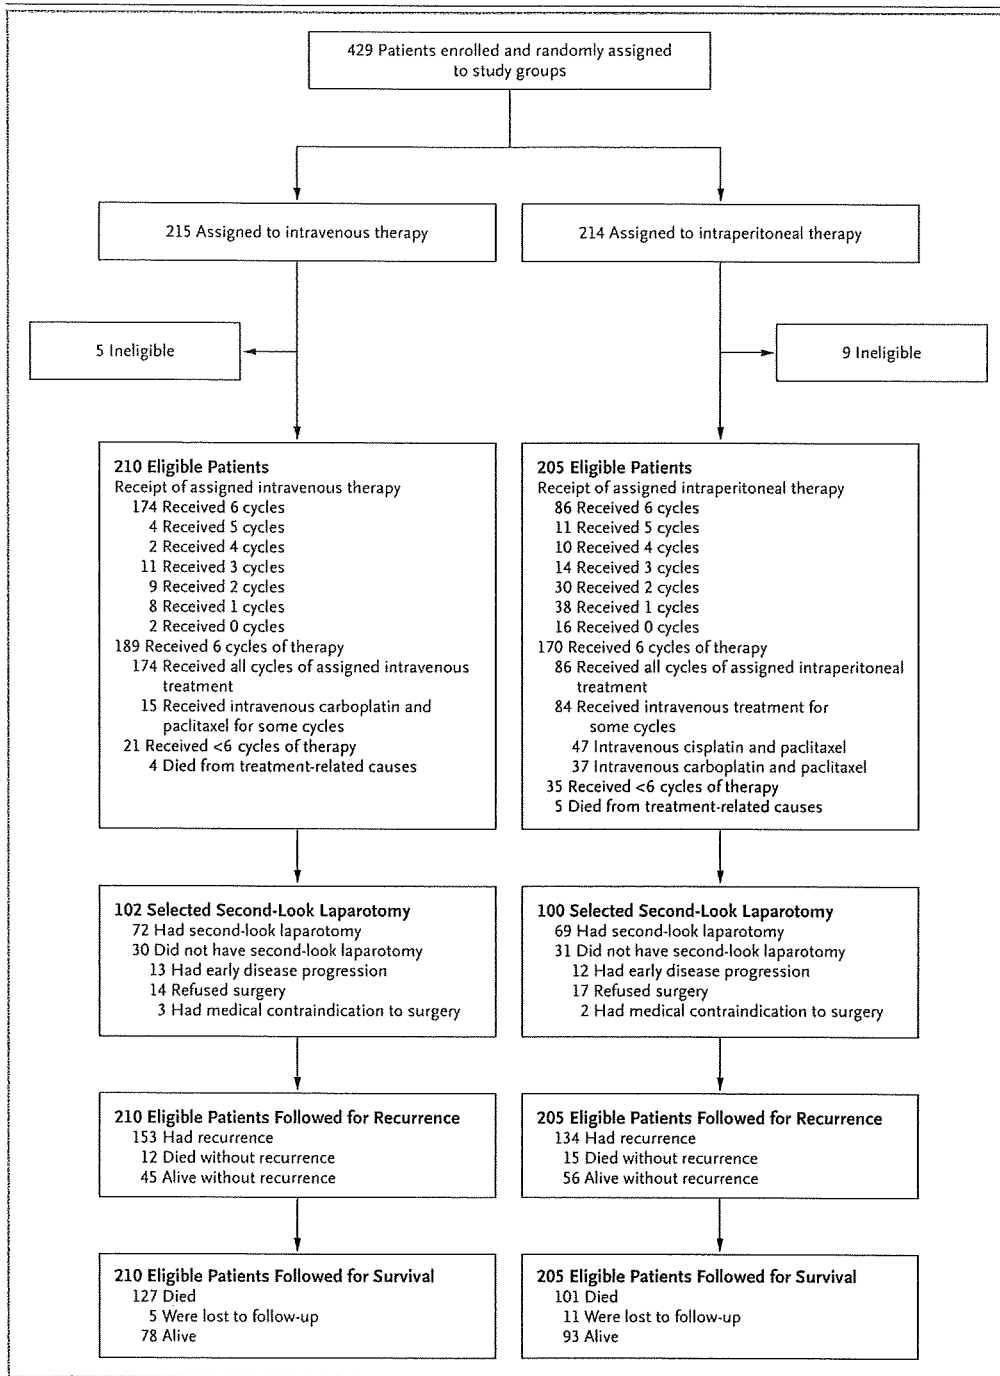 429 Patients enrolled and randomly assigned
to study groups
215 Assigned to intravenous therapy
214 Assigned to intraperitoneal therapy
5 Ineligible
9 Ineligible
210 Eligible Patients
Receipt of assigned intravenous therapy
174 Received 6 cycles
4 Received 5 cycles
2 Received 4 cycles
11 Received 3 cycles
9 Received 2 cycles
8 Received 1 cycles
2 Received 0 cycles
189 Received 6 cycles of therapy
174 Received all cycles of assigned intravenous
treatment
15 Received intravenous carboplatin and
paclitaxel for some cycles
21 Received <6 cycles of therapy
4 Died from treatment-related causes
205 Eligible Patients
Receipt of assigned intraperitoneal therapy
86 Received 6 cycles
11 Received 5 cycles
10 Received 4 cycles
14 Received 3 cycles
30 Received 2 cycles
38 Received 1 cycles
16 Received 0 cycles
170 Received 6 cycles of therapy
86 Received all cycles of assigned intraperitoneal
treatment
84 Received intravenous treatment for
some cycles
47 Intravenous cisplatin and paclitaxel
37 Intravenous carboplatin and paclitaxel
35 Received <6 cycles of therapy
5 Died from treatment-related causes
102 Selected Second-Look Laparotomy
72 Had second-look laparotomy
30 Did not have second-look laparotomy
13 Had early disease progression
14 Refused surgery
3 Had medical contraindication to surgery
100 Selected Second-Look Laparotomy
69 Had second-look laparotomy
31 Did not have second-look laparotomy
12 Had early disease progression
17 Refused surgery
2 Had medical contraindication to surgery
210 Eligible Patients Followed for Recurrence
153 Had recurrence
12 Died without recurrence
45 Alive without recurrence
205 Eligible Patients Followed for Recurrence
134 Had recurrence
15 Died without recurrence
56 Alive without recurrence
210 Eligible Patients Followed for Survival
127 Died
5 Were lost to follow-up
78 Alive
205 Eligible Patients Followed for Survival
101 Died
11 Were lost to follow-up
93 Alive